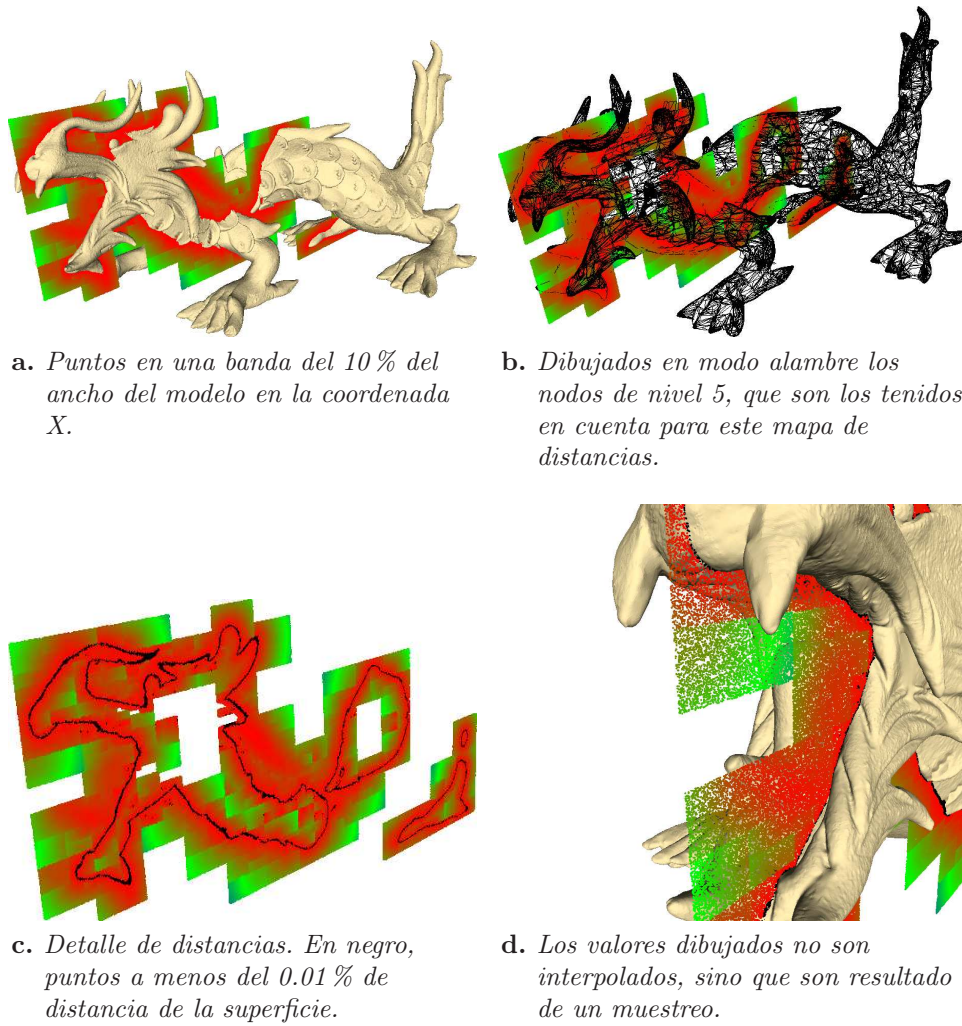 a. Puntos en una banda del 10 % del
ancho del modelo en la coordenada
X.
b. Dibujados en modo alambre los
nodos de nivel 5, que son los tenidos
en cuenta para este mapa de
distancias.
c. Detalle de distancias. En negro,
puntos a menos del 0.01 % de
distancia de la superficie.
d. Los valores dibujados no son
interpolados, sino que son resultado
de un muestreo.